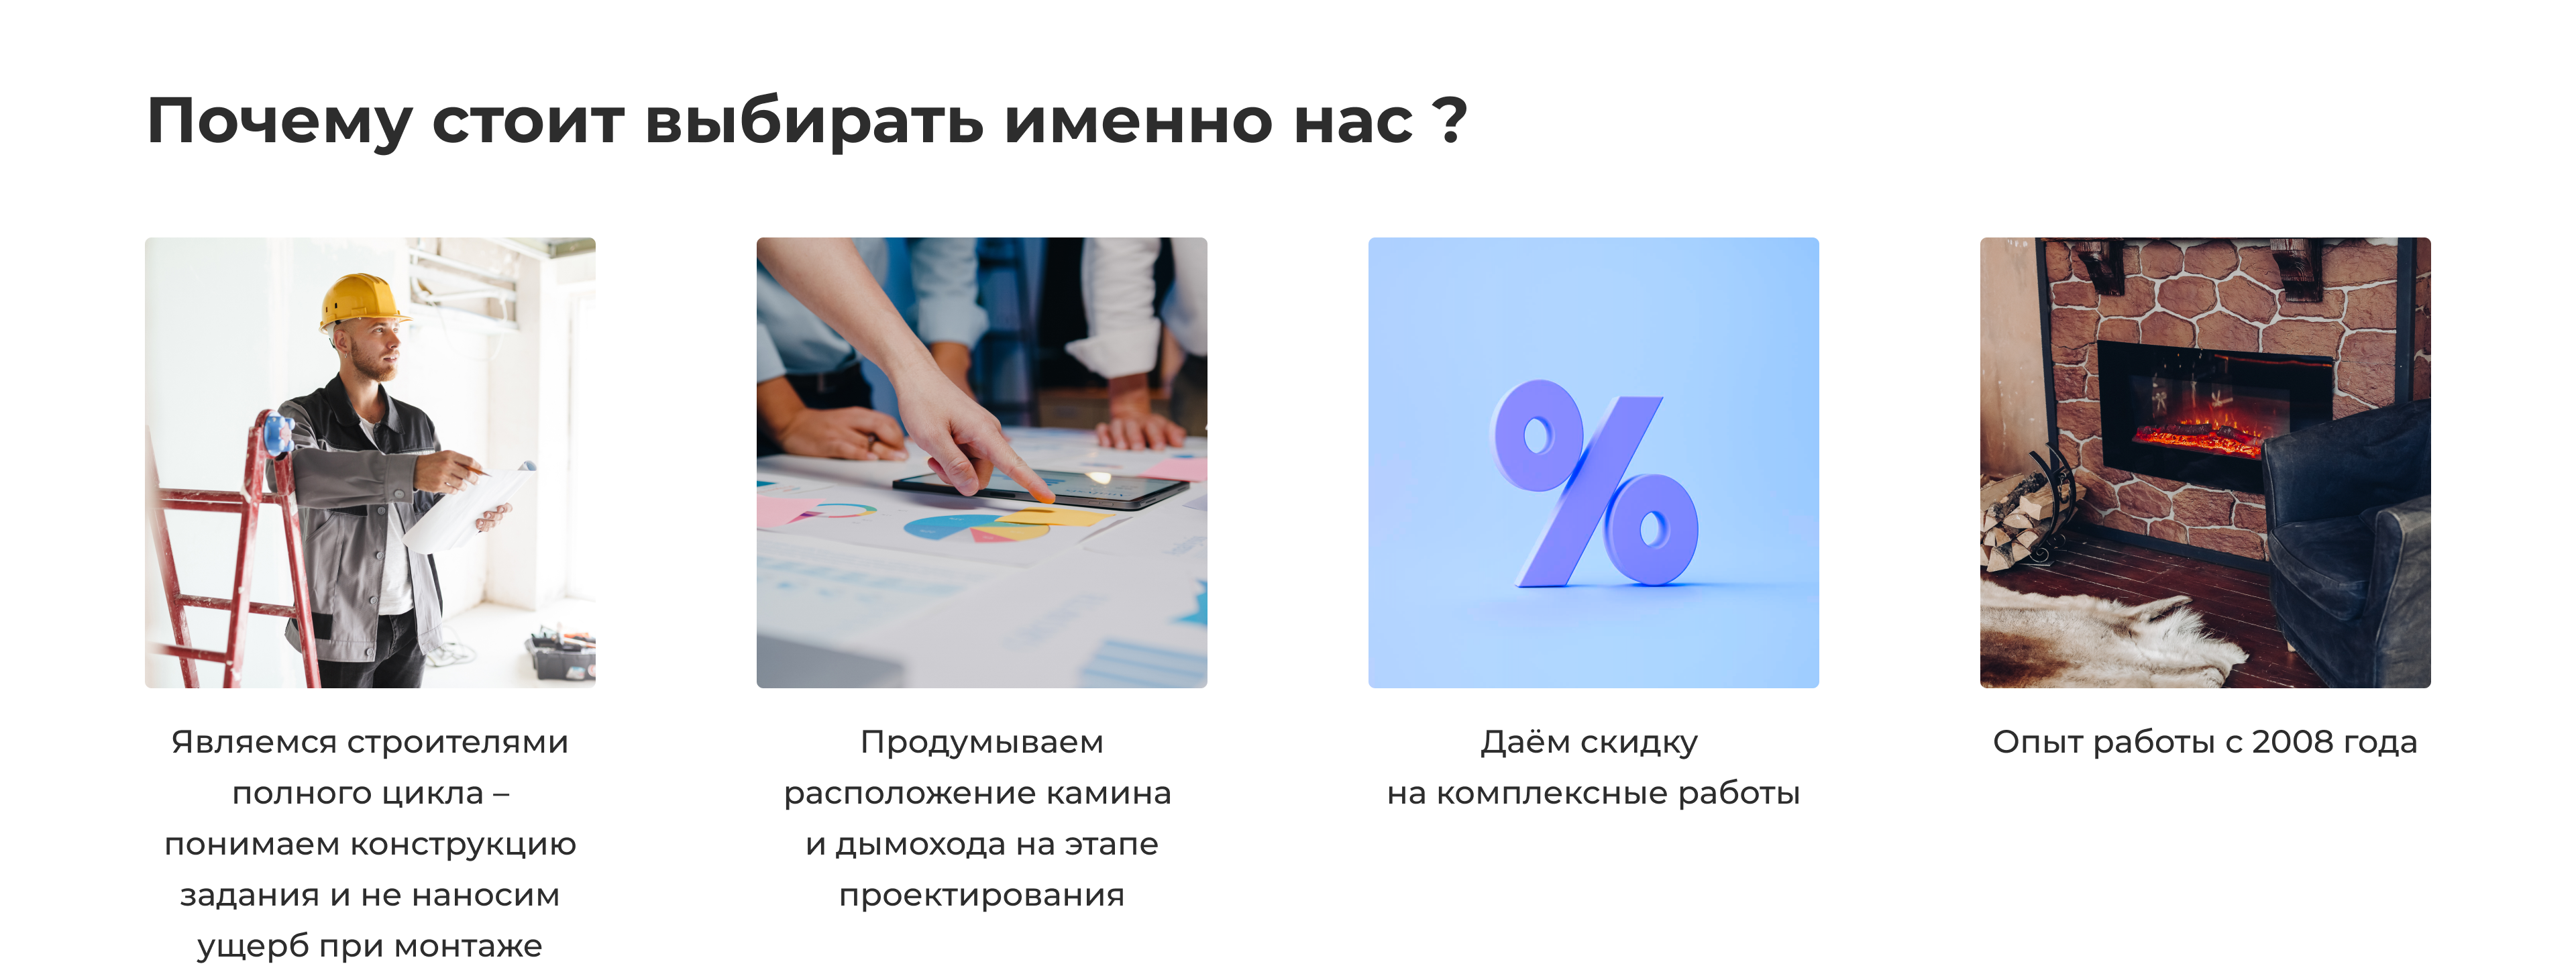 Почему стоит выбирать именно нас ?
Являемся строителями
полного цикла –
понимаем конструкцию
задания и не наносим
ущерб при монтаже
Продумываем
расположение камина
и дымохода на этапе
проектирования
Даём скидку
на комплексные работы
Опыт работы с 2008 года
%